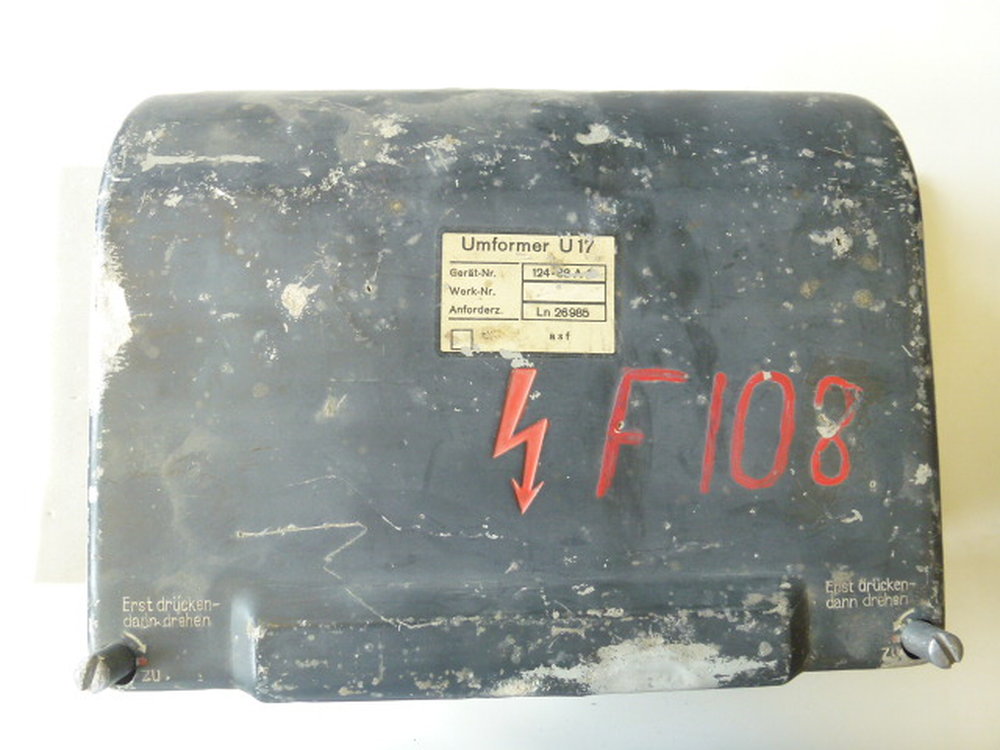 Umformer U17
Gerät-Nr.
Werk-Nr.
Anforderz. Ln 26985
F108
Erst drücken-
dann drehen
zu
Erst drücken-
dann drehen